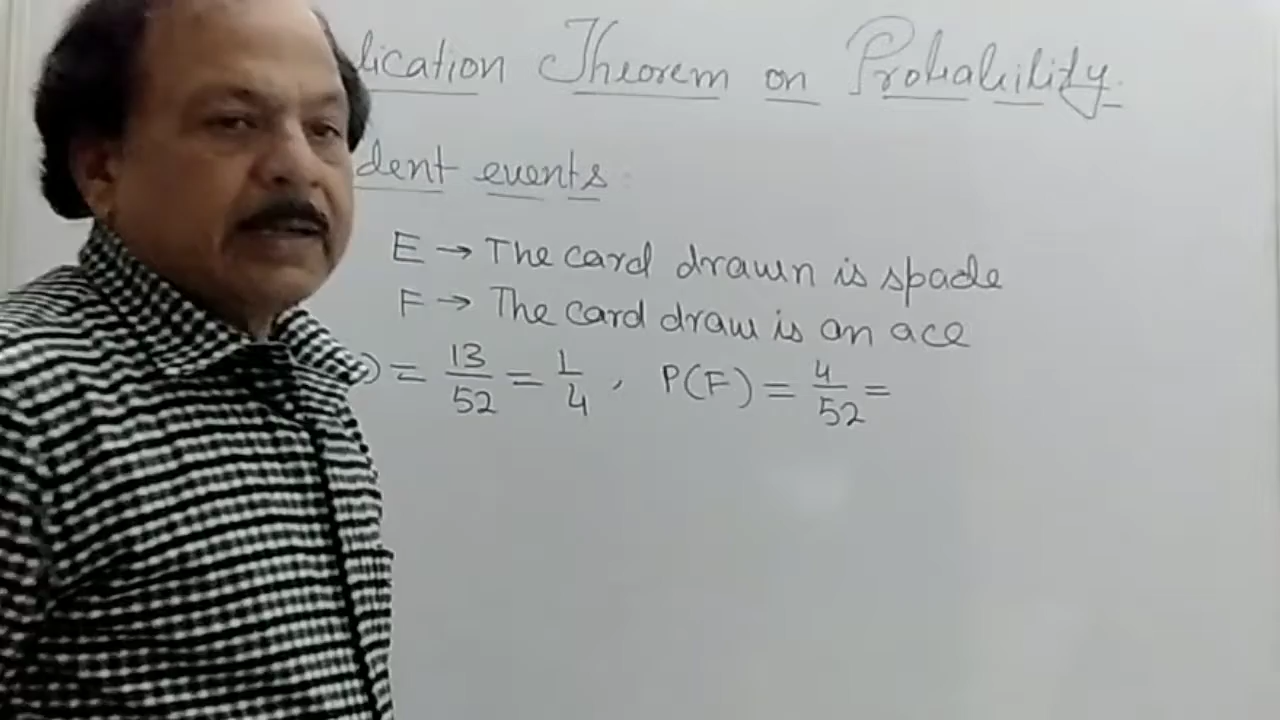 lication Theorem on Probability.
dent events
E → The card drawn is spade
F → The card draw is an ace
) = 13/52 = 1/4 , P(F) = 4/52 =